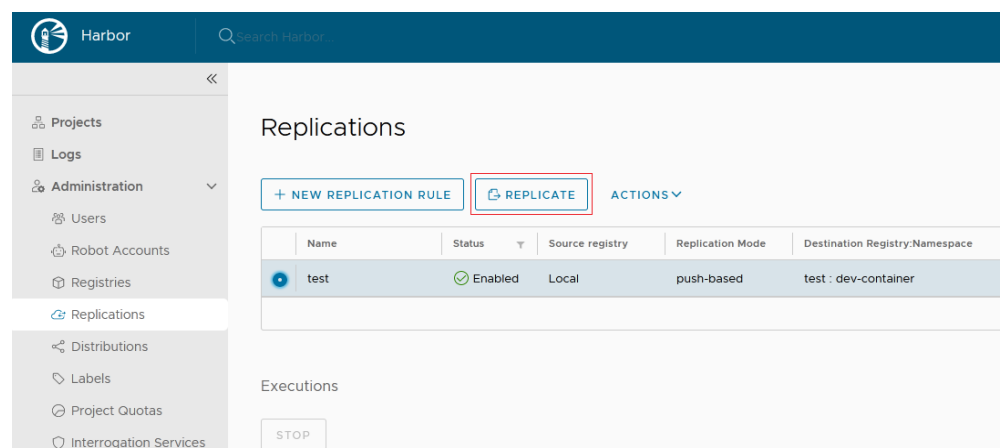 Harbor
Search Harbor...
«
Projects
Logs
Administration
Users
Robot Accounts
Registries
Replications
Distributions
Labels
Project Quotas
Interrogation Services
Replications
+ NEW REPLICATION RULE REPLICATE ACTIONS
Name Status Source registry Replication Mode Destination Registry:Namespace
test Enabled Local push-based test : dev-container
Executions
STOP